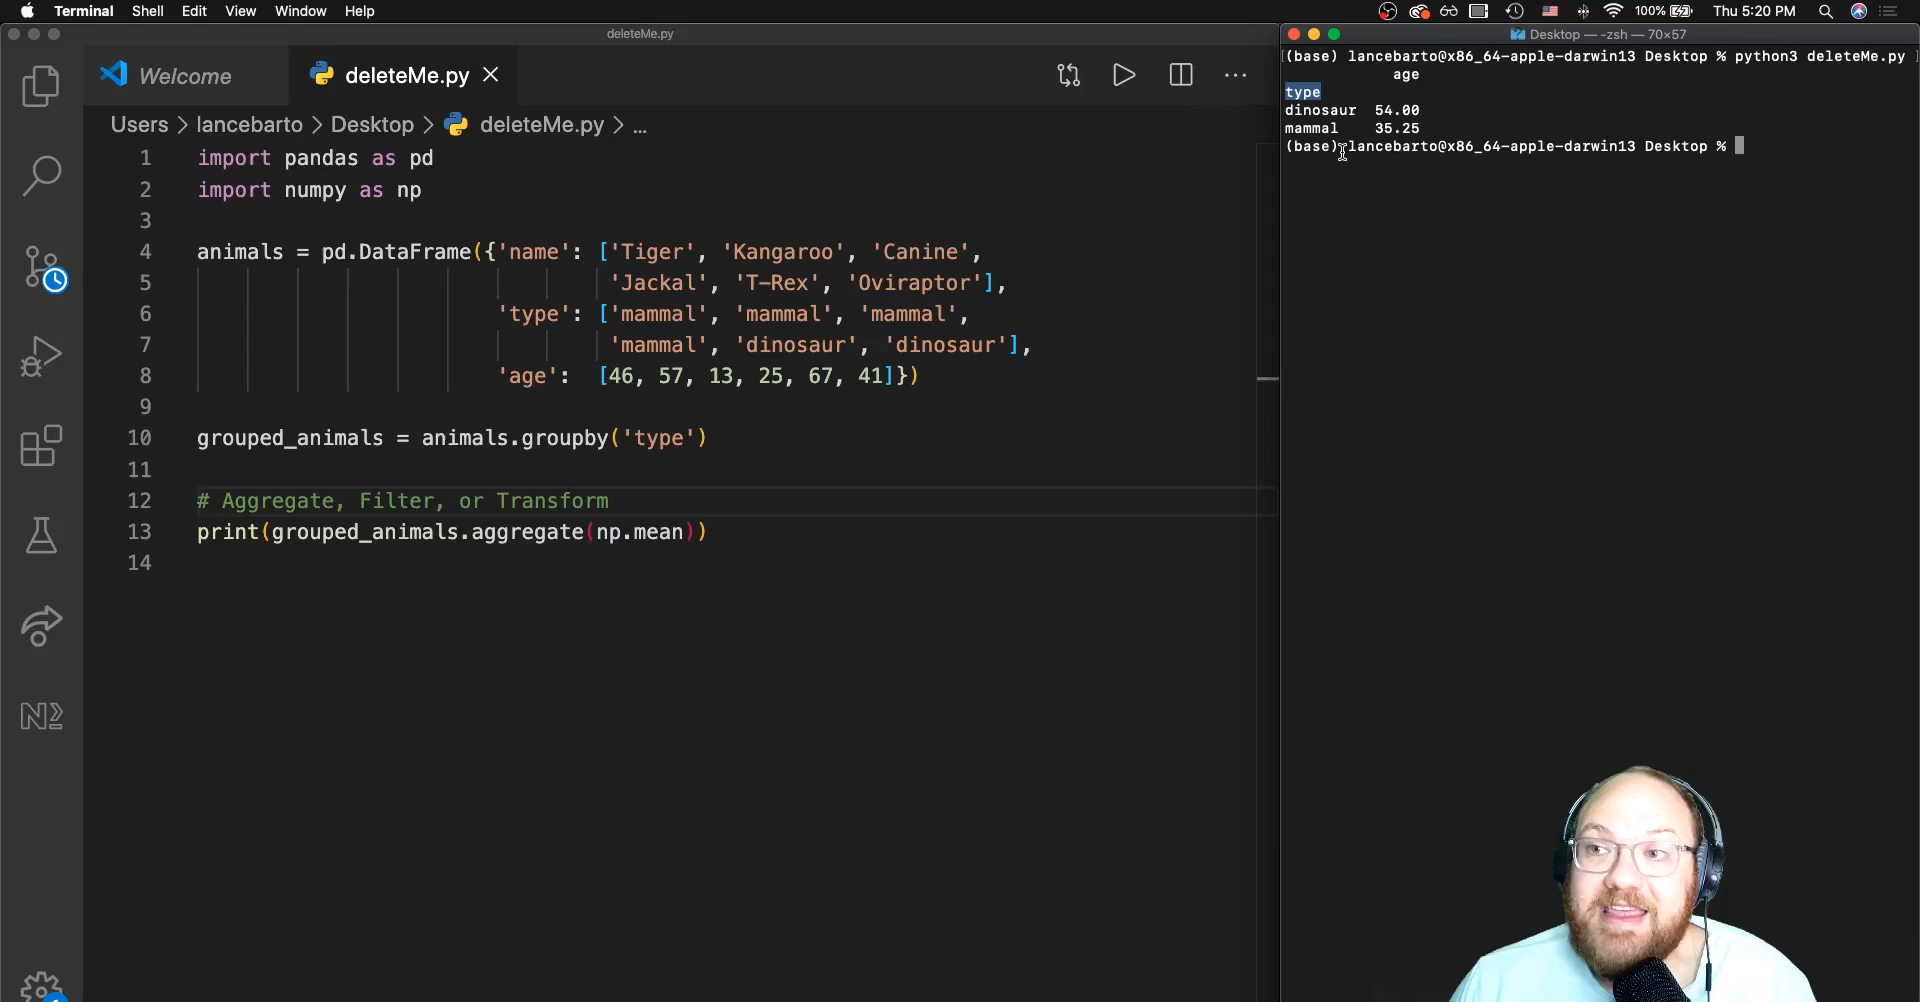 Terminal Shell Edit View Window Help 100% Thu 5:20 PM
deleteMe.py
Welcome deleteMe.py
Users > lancebarto > Desktop > deleteMe.py > ...
1 import pandas as pd
2 import numpy as np
3
4 animals = pd.DataFrame({'name': ['Tiger', 'Kangaroo', 'Canine',
5 'Jackal', 'T-Rex', 'Oviraptor'],
6 'type': ['mammal', 'mammal', 'mammal',
7 'mammal', 'dinosaur', 'dinosaur'],
8 'age': [46, 57, 13, 25, 67, 41]})
9
10 grouped_animals = animals.groupby('type')
11
12 # Aggregate, Filter, or Transform
13 print(grouped_animals.aggregate(np.mean))
14
Desktop — -zsh — 70×57
(base) lancebarto@x86_64-apple-darwin13 Desktop % python3 deleteMe.py
age
type
dinosaur 54.00
mammal 35.25
(base) lancebarto@x86_64-apple-darwin13 Desktop %